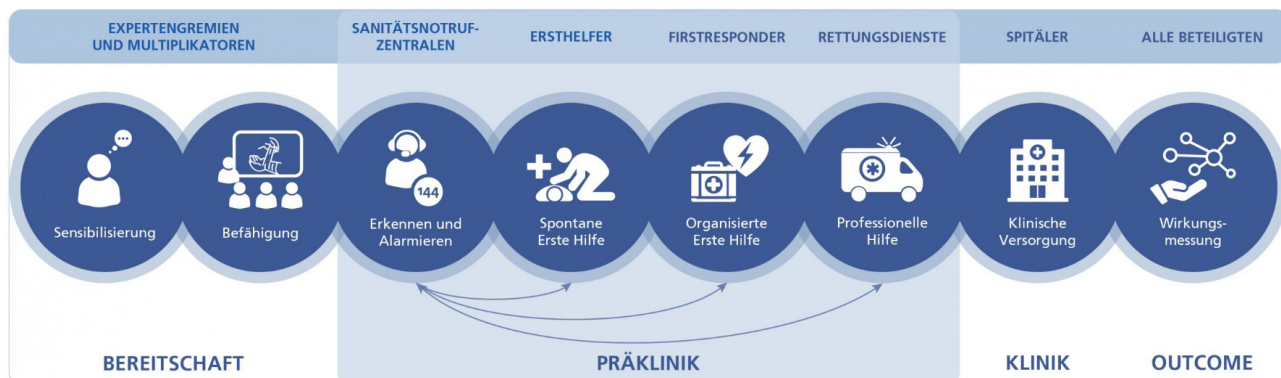 EXPERTENGREMIEN
UND MULTIPLIKATOREN
SANITÄTSNOTRUF-
ZENTRALEN
ERSTHELFER
FIRSTRESPONDER
RETTUNGSDIENSTE
SPITÄLER
ALLE BETEILIGTEN
Sensibilisierung
Befähigung
144
Erkennen und
Alarmieren
Spontane
Erste Hilfe
Organisierte
Erste Hilfe
Professionelle
Hilfe
Klinische
Versorgung
Wirkungs-
messung
BEREITSCHAFT
PRÄKLINIK
KLINIK
OUTCOME